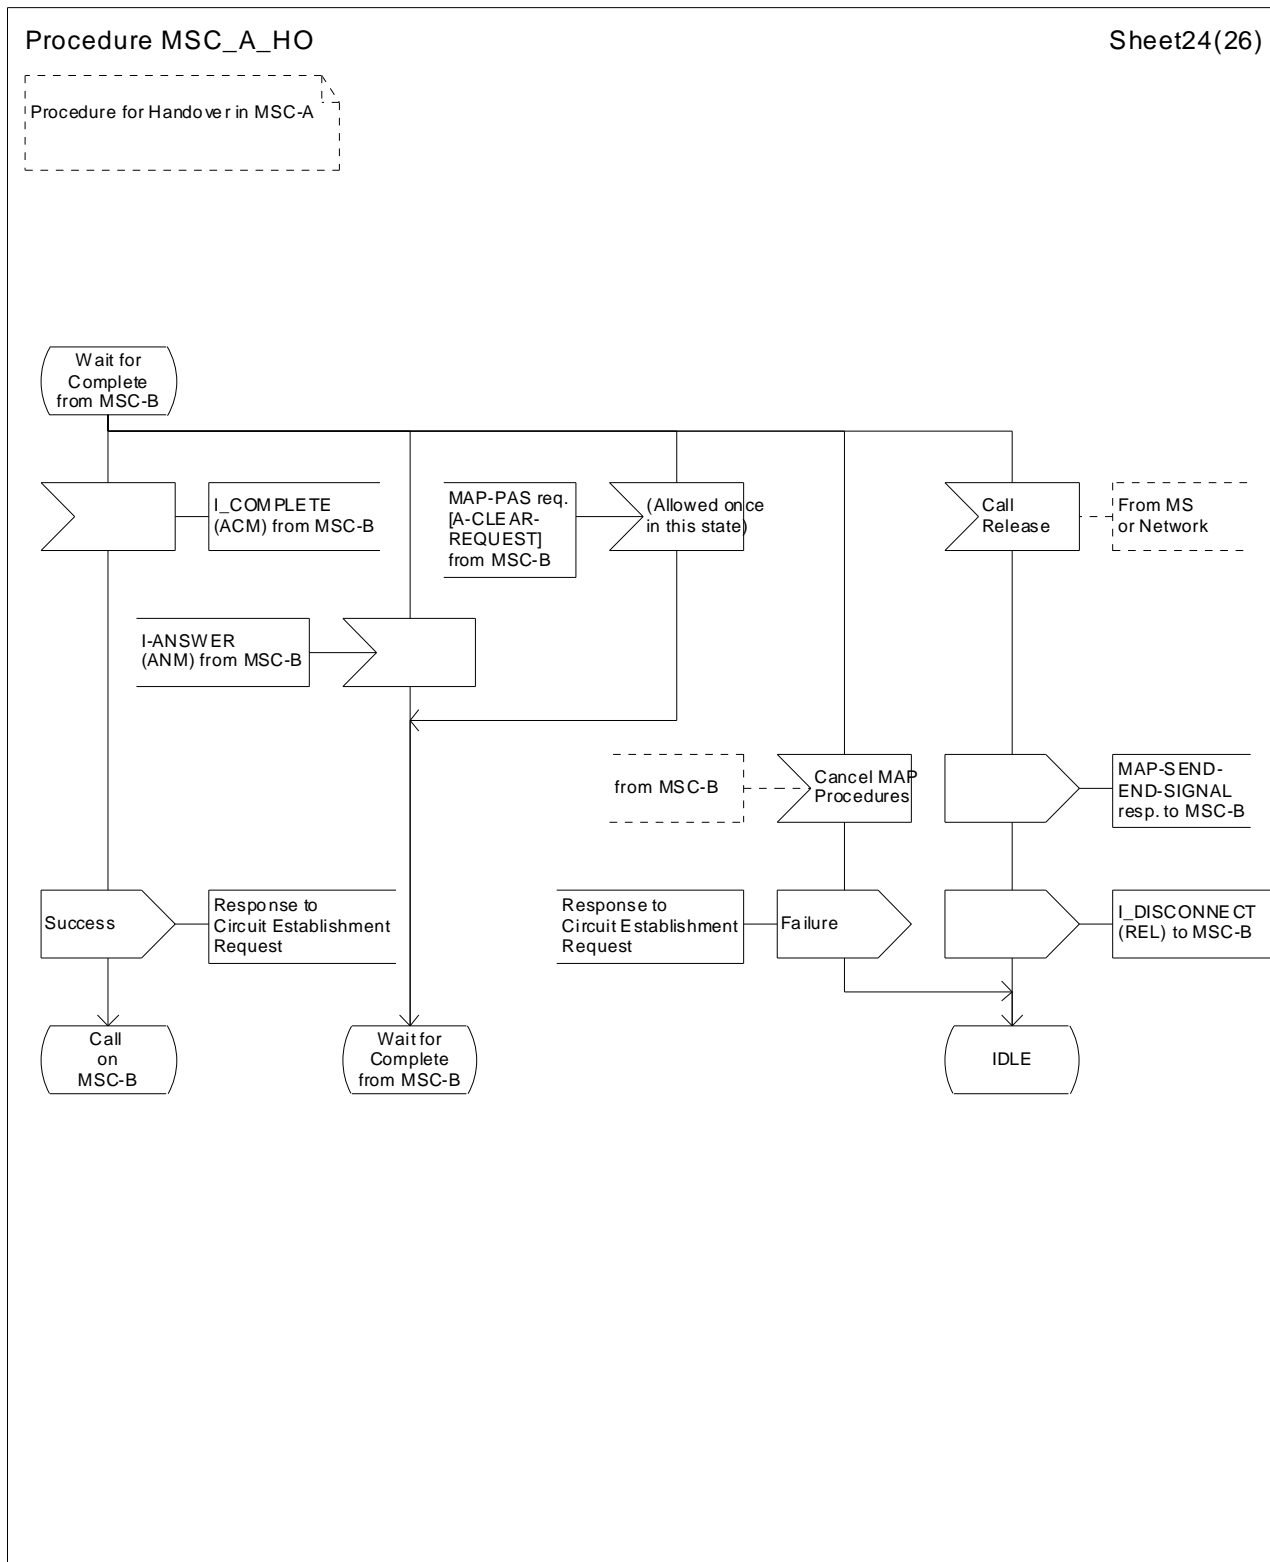 Procedure MSC_A_HO
Sheet24(26)
Procedure for Handover in MSC-A
Wait for
Complete
from MSC-B
I_COMPLETE
(ACM) from MSC-B
MAP-PAS req.
[A-CLEAR-
REQUEST]
from MSC-B
(Allowed once
in this state)
Call
Release
From MS
or Network
I-ANSWER
(ANM) from MSC-B
from MSC-B
Cancel MAP
Procedures
MAP-SEND-
END-SIGNAL
resp. to MSC-B
Success
Response to
Circuit Establishment
Request
Response to
Circuit Establishment
Request
Failure
I_DISCONNECT
(REL) to MSC-B
Call
on
MSC-B
Wait for
Complete
from MSC-B
IDLE